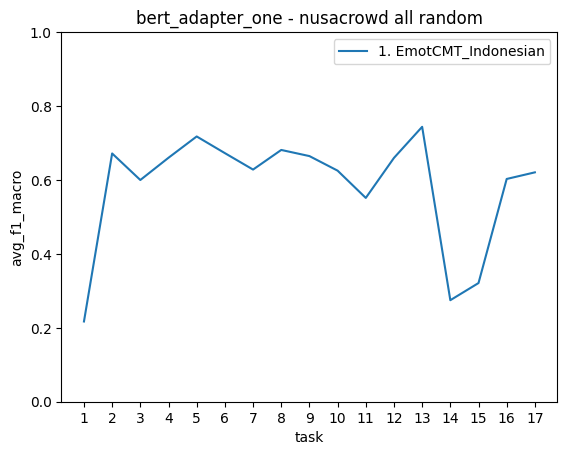 bert_adapter_one - nusacrowd all random
1. EmotCMT_Indonesian
avg_f1_macro
1.0
0.8
0.6
0.4
0.2
0.0
1 2 3 4 5 6 7 8 9 10 11 12 13 14 15 16 17
task